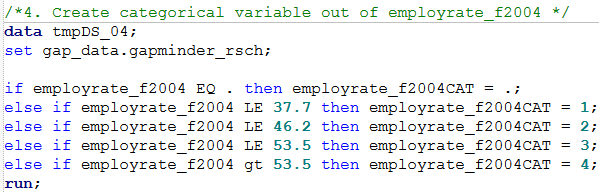 /*4. Create categorical variable out of employrate_f2004 */
data tmpDS_04;
set gap_data.gapminder_rsch;
if employrate_f2004 EQ . then employrate_f2004CAT = .;
else if employrate_f2004 LE 37.7 then employrate_f2004CAT = 1;
else if employrate_f2004 LE 46.2 then employrate_f2004CAT = 2;
else if employrate_f2004 LE 53.5 then employrate_f2004CAT = 3;
else if employrate_f2004 gt 53.5 then employrate_f2004CAT = 4;
run;